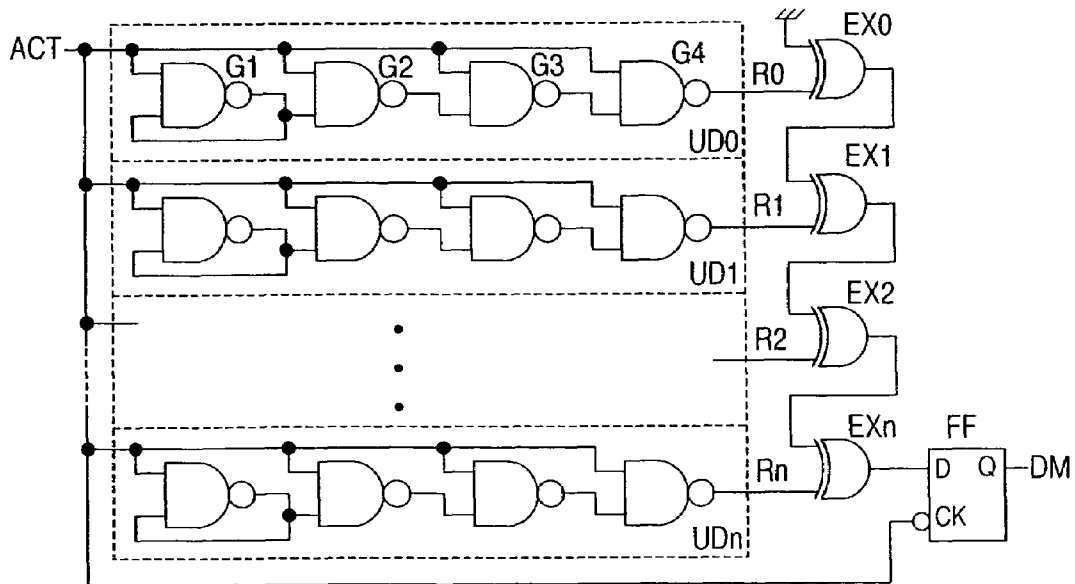 ACT
G1
G2
G3
G4
R0
EX0
UD0
EX1
R1
UD1
EX2
R2
EXn
FF
Rn
D
Q
DM
CK
UDn